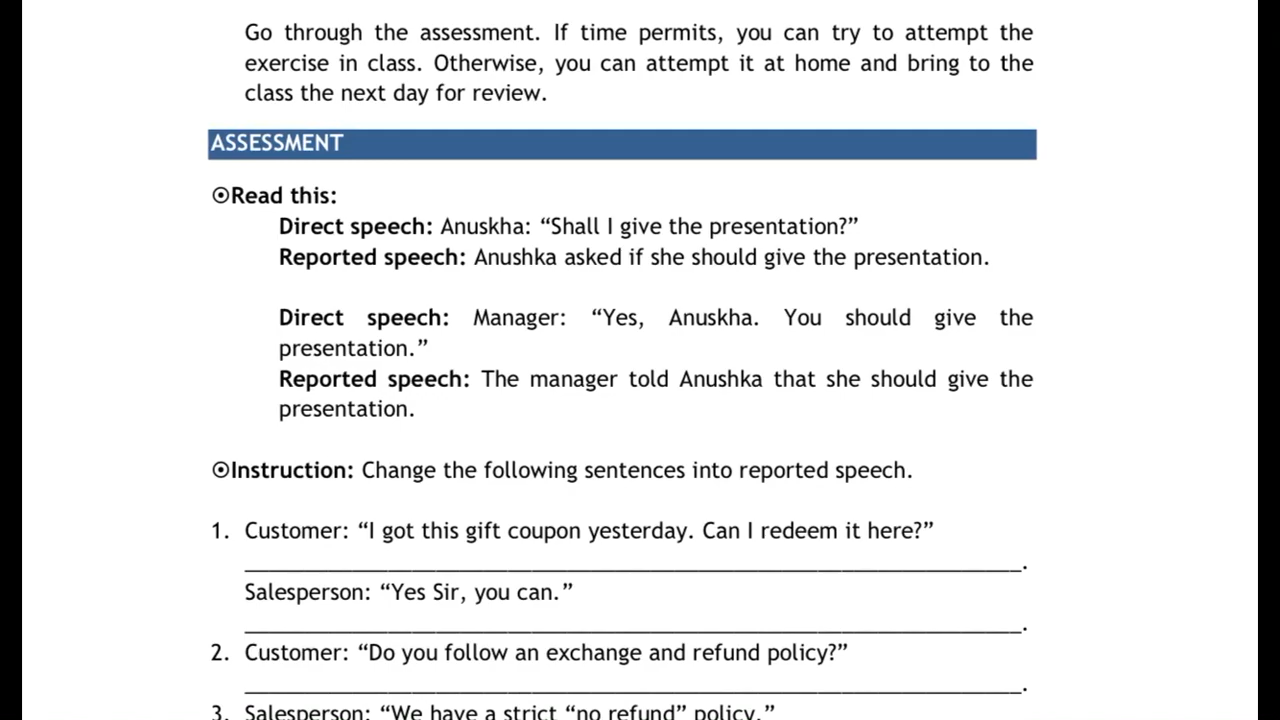 Go through the assessment. If time permits, you can try to attempt the
exercise in class. Otherwise, you can attempt it at home and bring to the
class the next day for review.
ASSESSMENT
⊙Read this:
Direct speech: Anuskha: “Shall I give the presentation?”
Reported speech: Anushka asked if she should give the presentation.
Direct speech: Manager: “Yes, Anuskha. You should give the
presentation.”
Reported speech: The manager told Anushka that she should give the
presentation.
⊙Instruction: Change the following sentences into reported speech.
1. Customer: “I got this gift coupon yesterday. Can I redeem it here?”
_______________________________________________________________.
Salesperson: “Yes Sir, you can.”
_______________________________________________________________.
2. Customer: “Do you follow an exchange and refund policy?”
_______________________________________________________________.
3. Salesperson: “We have a strict “no refund” policy.”